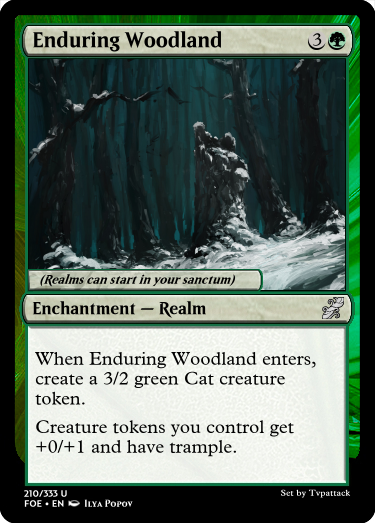 Enduring Woodland 3
(Realms can start in your sanctum)
Enchantment — Realm
When Enduring Woodland enters,
create a 3/2 green Cat creature
token.
Creature tokens you control get
+0/+1 and have trample.
210/333 U
FOE • EN Ilya Popov
Set by Tvpattack